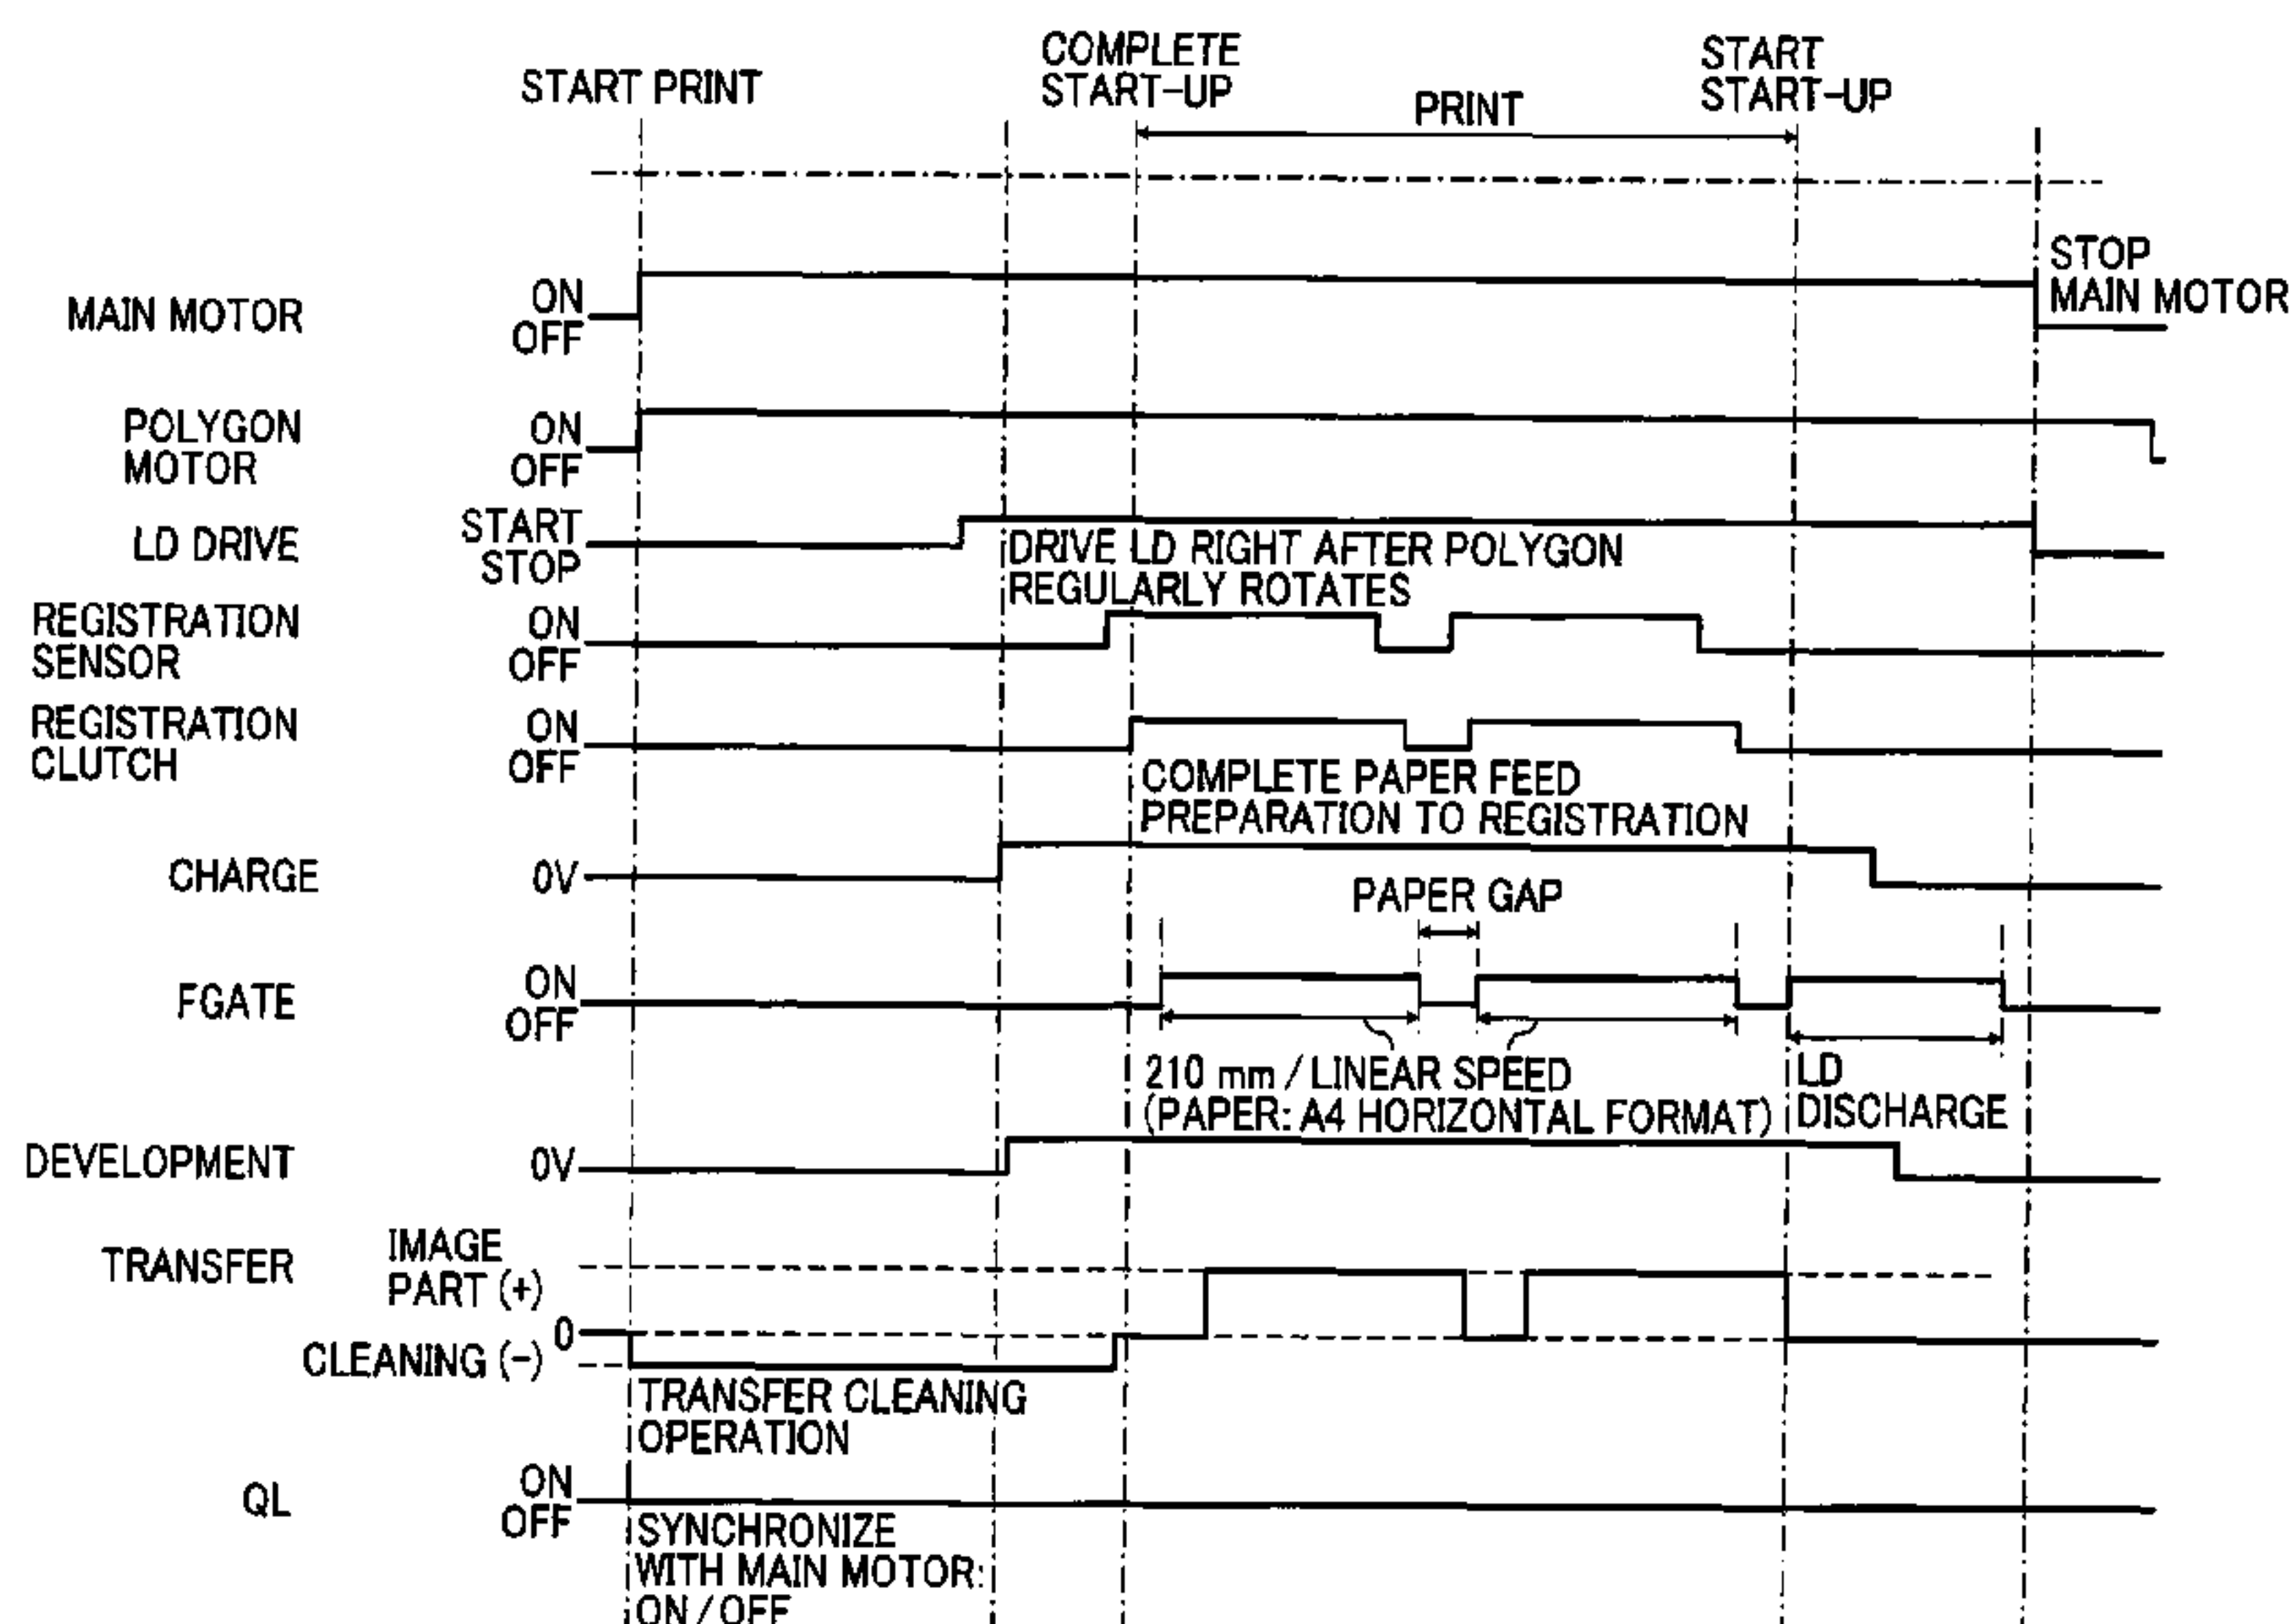 START PRINT
COMPLETE
START-UP
PRINT
START
START-UP
MAIN MOTOR
ON
OFF
STOP
MAIN MOTOR
POLYGON
MOTOR
ON
OFF
LD DRIVE
START
STOP
DRIVE LD RIGHT AFTER POLYGON
REGULARLY ROTATES
REGISTRATION
SENSOR
ON
OFF
REGISTRATION
CLUTCH
ON
OFF
COMPLETE PAPER FEED
PREPARATION TO REGISTRATION
CHARGE
0V
PAPER GAP
FGATE
ON
OFF
210 mm / LINEAR SPEED
(PAPER: A4 HORIZONTAL FORMAT)
LD
DISCHARGE
DEVELOPMENT
0V
TRANSFER
IMAGE
PART (+)
0
CLEANING (-)
TRANSFER CLEANING
OPERATION
QL
ON
OFF
SYNCHRONIZE
WITH MAIN MOTOR:
ON / OFF